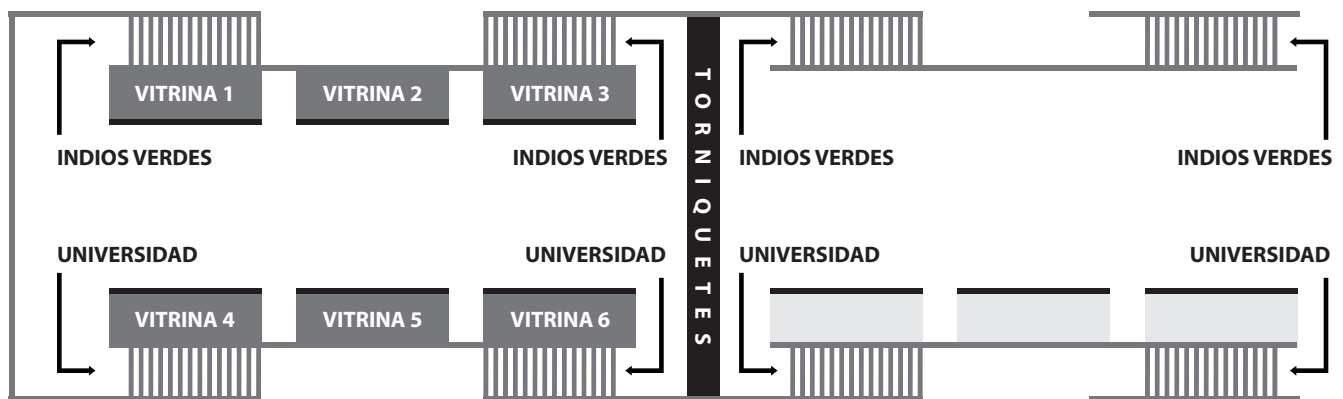 VITRINA 1
VITRINA 2
VITRINA 3
INDIOS VERDES
INDIOS VERDES
TORNIQUETES
INDIOS VERDES
INDIOS VERDES
UNIVERSIDAD
UNIVERSIDAD
UNIVERSIDAD
UNIVERSIDAD
VITRINA 4
VITRINA 5
VITRINA 6